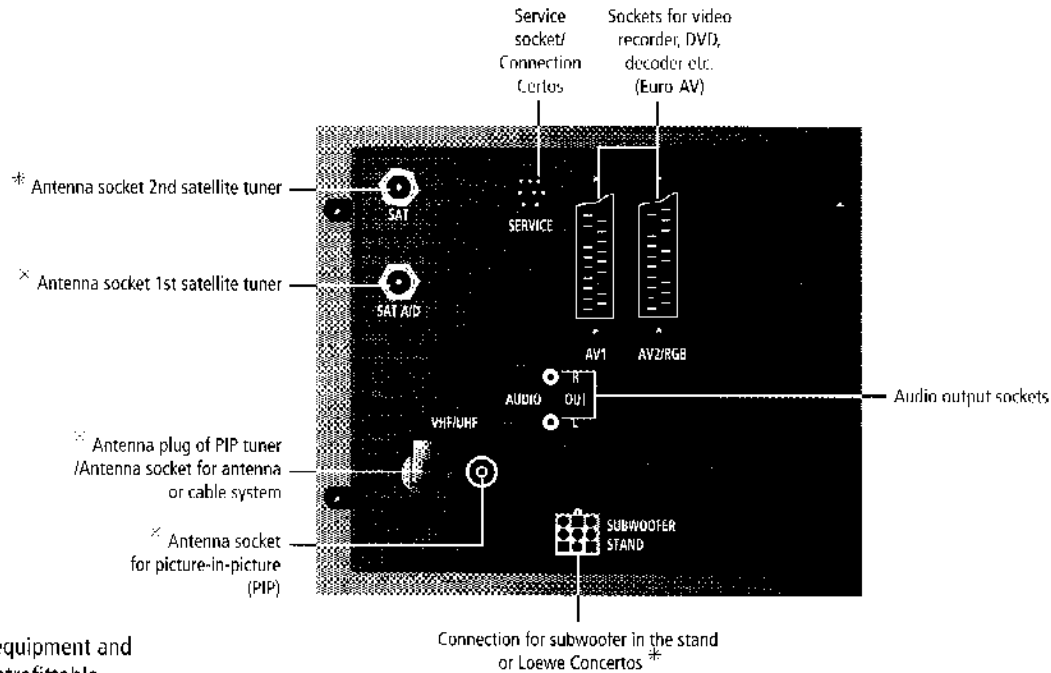 Service
socket/
Connection
Certos
Sockets for video
recorder, DVD,
decoder etc.
(Euro AV)
* Antenna socket 2nd satellite tuner
SAT
SERVICE
* Antenna socket 1st satellite tuner
SAT A/D
AV1
AV2/RGB
R
AUDIO OUT
L
Audio output sockets
VHF/UHF
* Antenna plug of PIP tuner
/Antenna socket for antenna
or cable system
* Antenna socket
for picture-in-picture
(PIP)
SUBWOOFER
STAND
Connection for subwoofer in the stand
or Loewe Concertos *
equipment and